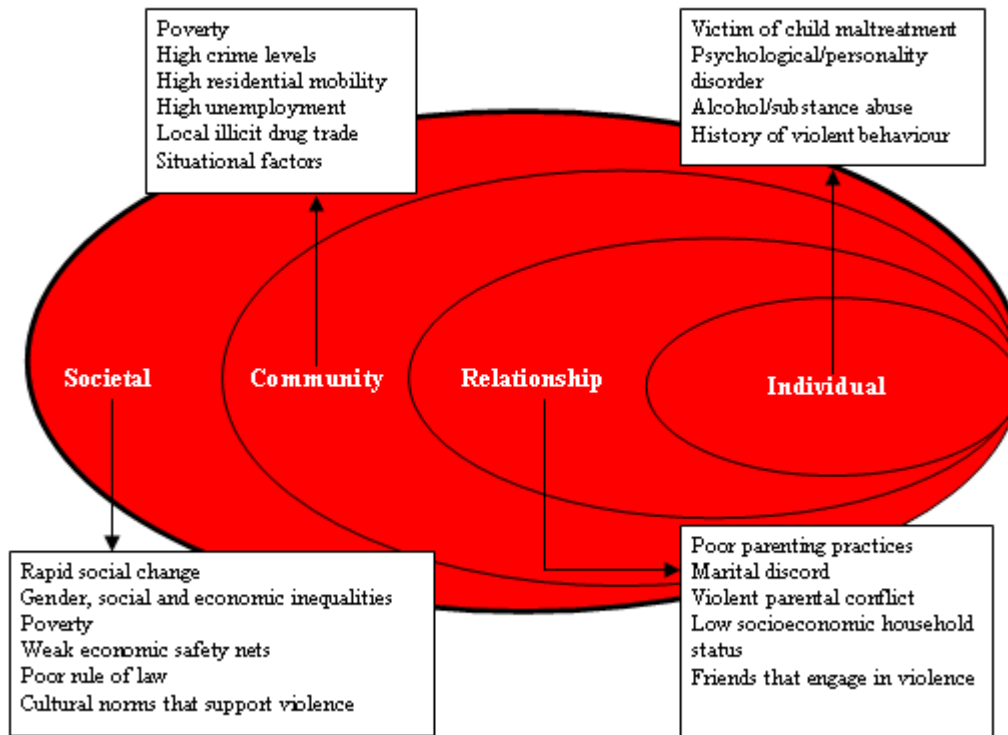 Poverty
High crime levels
High residential mobility
High unemployment
Local illicit drug trade
Situational factors
Victim of child maltreatment
Psychological/personality
disorder
Alcohol/substance abuse
History of violent behaviour
Societal
Community
Relationship
Individual
Rapid social change
Gender, social and economic inequalities
Poverty
Weak economic safety nets
Poor rule of law
Cultural norms that support violence
Poor parenting practices
Marital discord
Violent parental conflict
Low socioeconomic household
status
Friends that engage in violence